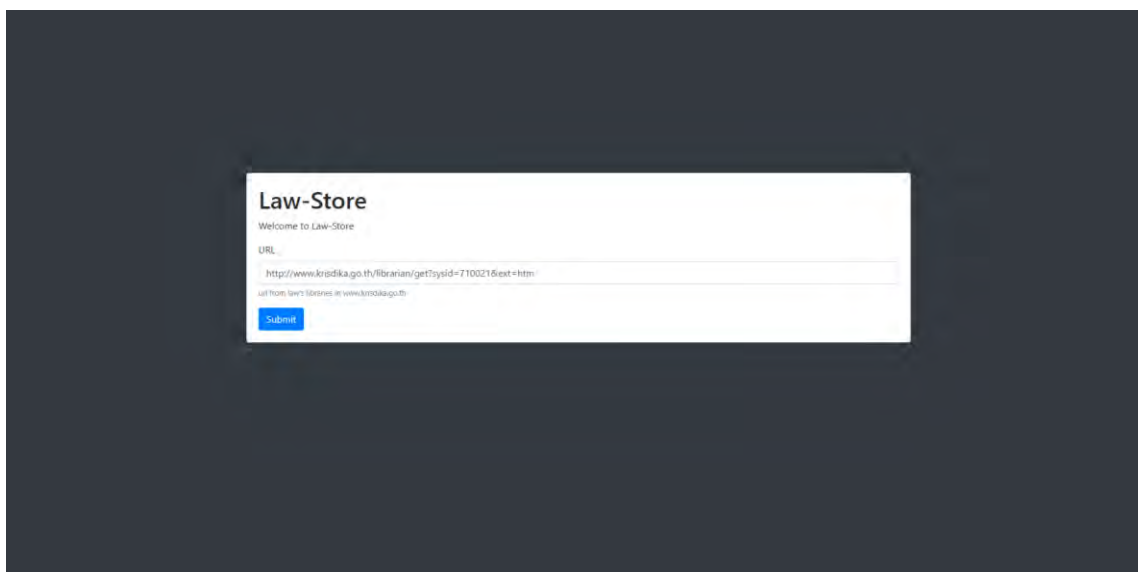 Law-Store
Welcome to Law-Store
URL
http://www.krisdika.go.th/librarian/get?sysid=710021&ext=htm
url from law's libraries in www.krisdika.go.th
Submit